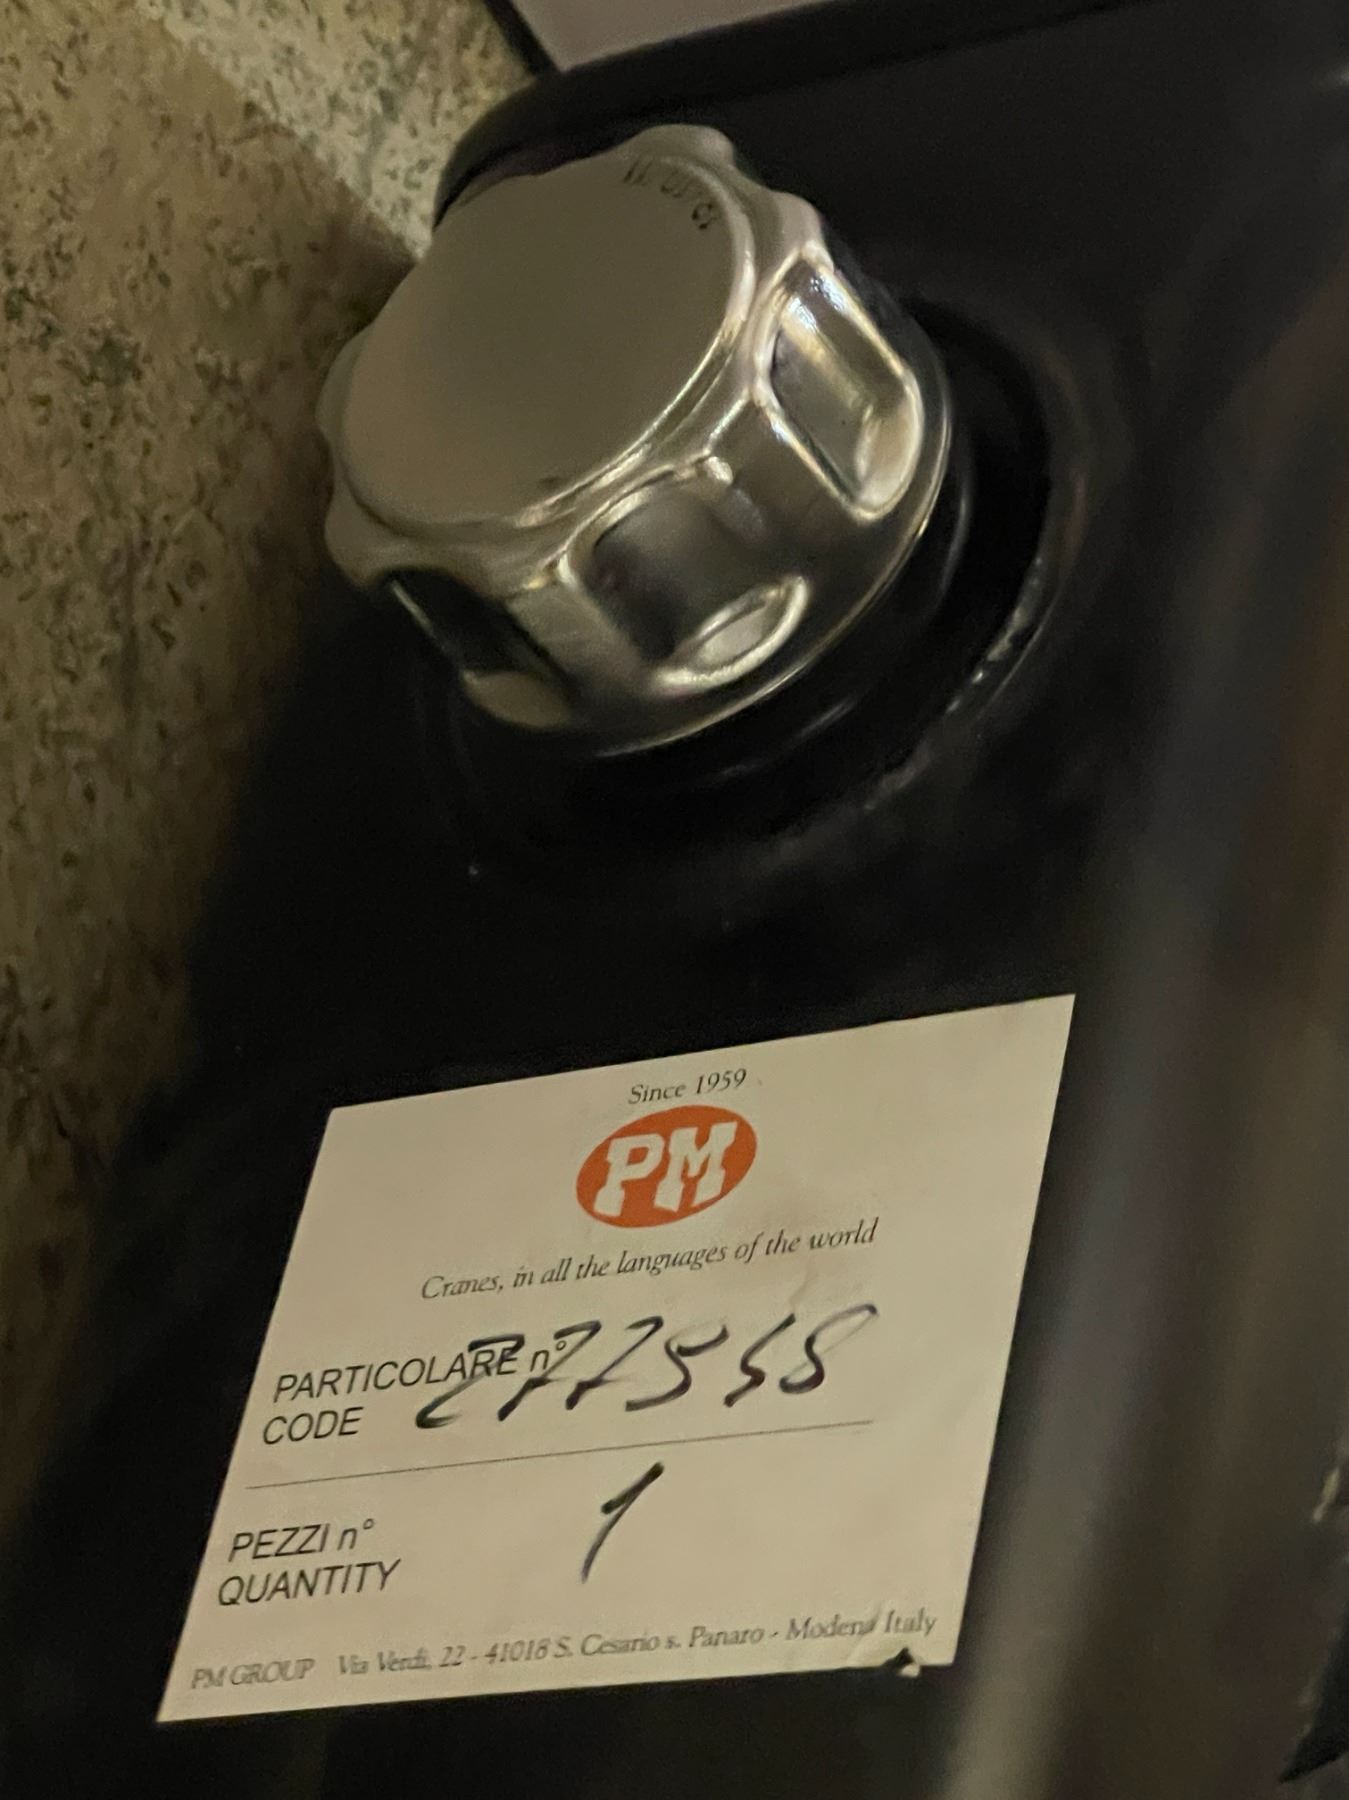 Since 1959
PM
Cranes, in all the languages of the world
PARTICOLARE n° 277558
CODE
PEZZI n° 1
QUANTITY
PM GROUP Via Verdi, 22 - 41018 S. Cesario s. Panaro - Modena Italy